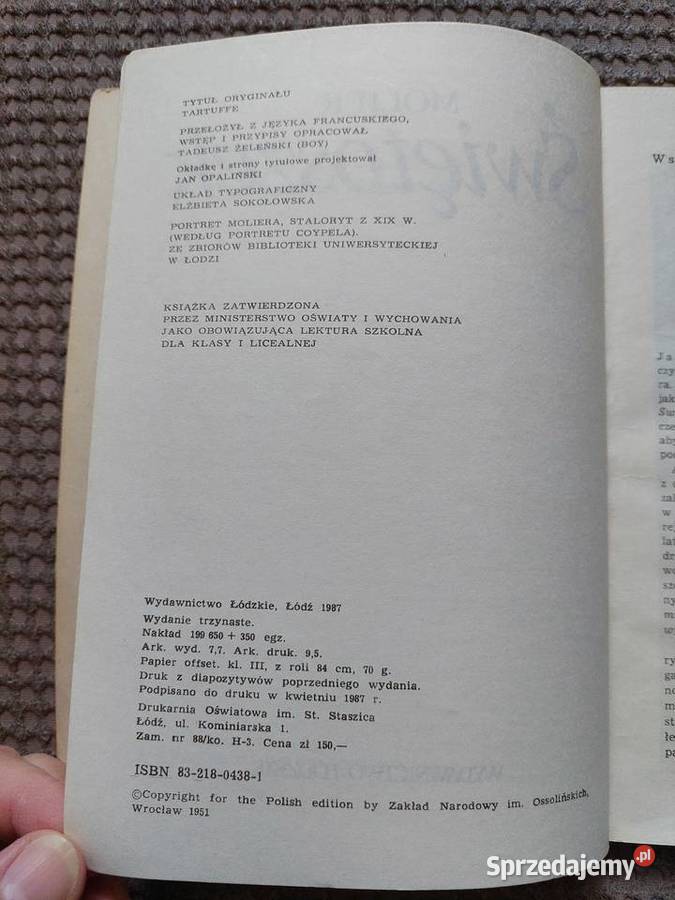 TYTUŁ ORYGINAŁU
TARTUFFE
PRZEŁOŻYŁ Z JĘZYKA FRANCUSKIEGO,
WSTĘP I PRZYPISY OPRACOWAŁ
TADEUSZ ŻELEŃSKI (BOY)
Okładkę i strony tytułowe projektował
JAN OPALIŃSKI
UKŁAD TYPOGRAFICZNY
ELŻBIETA SOKOŁOWSKA
PORTRET MOLIERA, STALORYT Z XIX W.
(WEDŁUG PORTRETU COYPELA).
ZE ZBIORÓW BIBLIOTEKI UNIWERSYTECKIEJ
W ŁODZI
KSIĄŻKA ZATWIERDZONA
PRZEZ MINISTERSTWO OŚWIATY I WYCHOWANIA
JAKO OBOWIĄZUJĄCA LEKTURA SZKOLNA
DLA KLASY I LICEALNEJ
Wydawnictwo Łódzkie, Łódź 1987
Wydanie trzynaste.
Nakład 199 650 + 350 egz.
Ark. wyd. 7,7. Ark. druk. 9,5.
Papier offset. kl. III, z roli 84 cm, 70 g.
Druk z diapozytywów poprzedniego wydania.
Podpisano do druku w kwietniu 1987 r.
Drukarnia Oświatowa im. St. Staszica
Łódź, ul. Kominiarska 1.
Zam. nr 88/ko. H-3. Cena zł 150,—
ISBN 83-218-0438-1
©Copyright for the Polish edition by Zakład Narodowy im. Ossolińskich,
Wrocław 1951
Sprzedajemy.pl